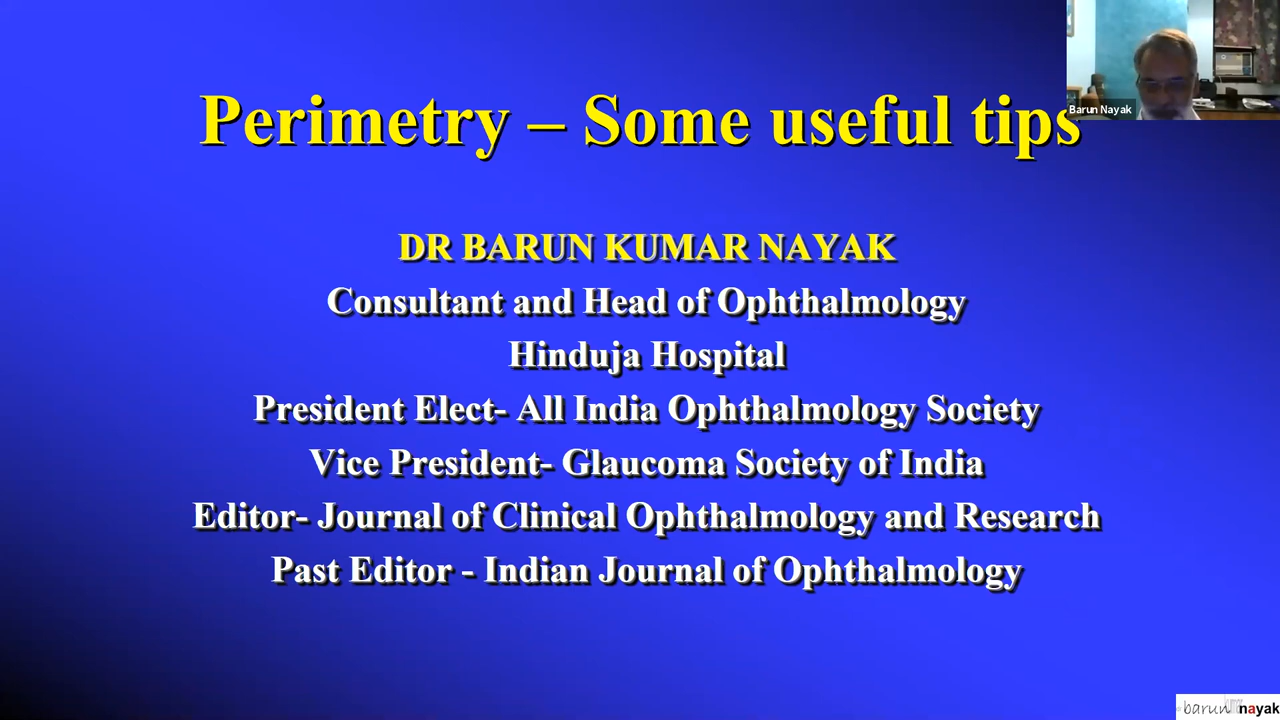 Perimetry – Some useful tips
Barun Nayak
DR BARUN KUMAR NAYAK
Consultant and Head of Ophthalmology
Hinduja Hospital
President Elect- All India Ophthalmology Society
Vice President- Glaucoma Society of India
Editor- Journal of Clinical Ophthalmology and Research
Past Editor - Indian Journal of Ophthalmology
barun nayak